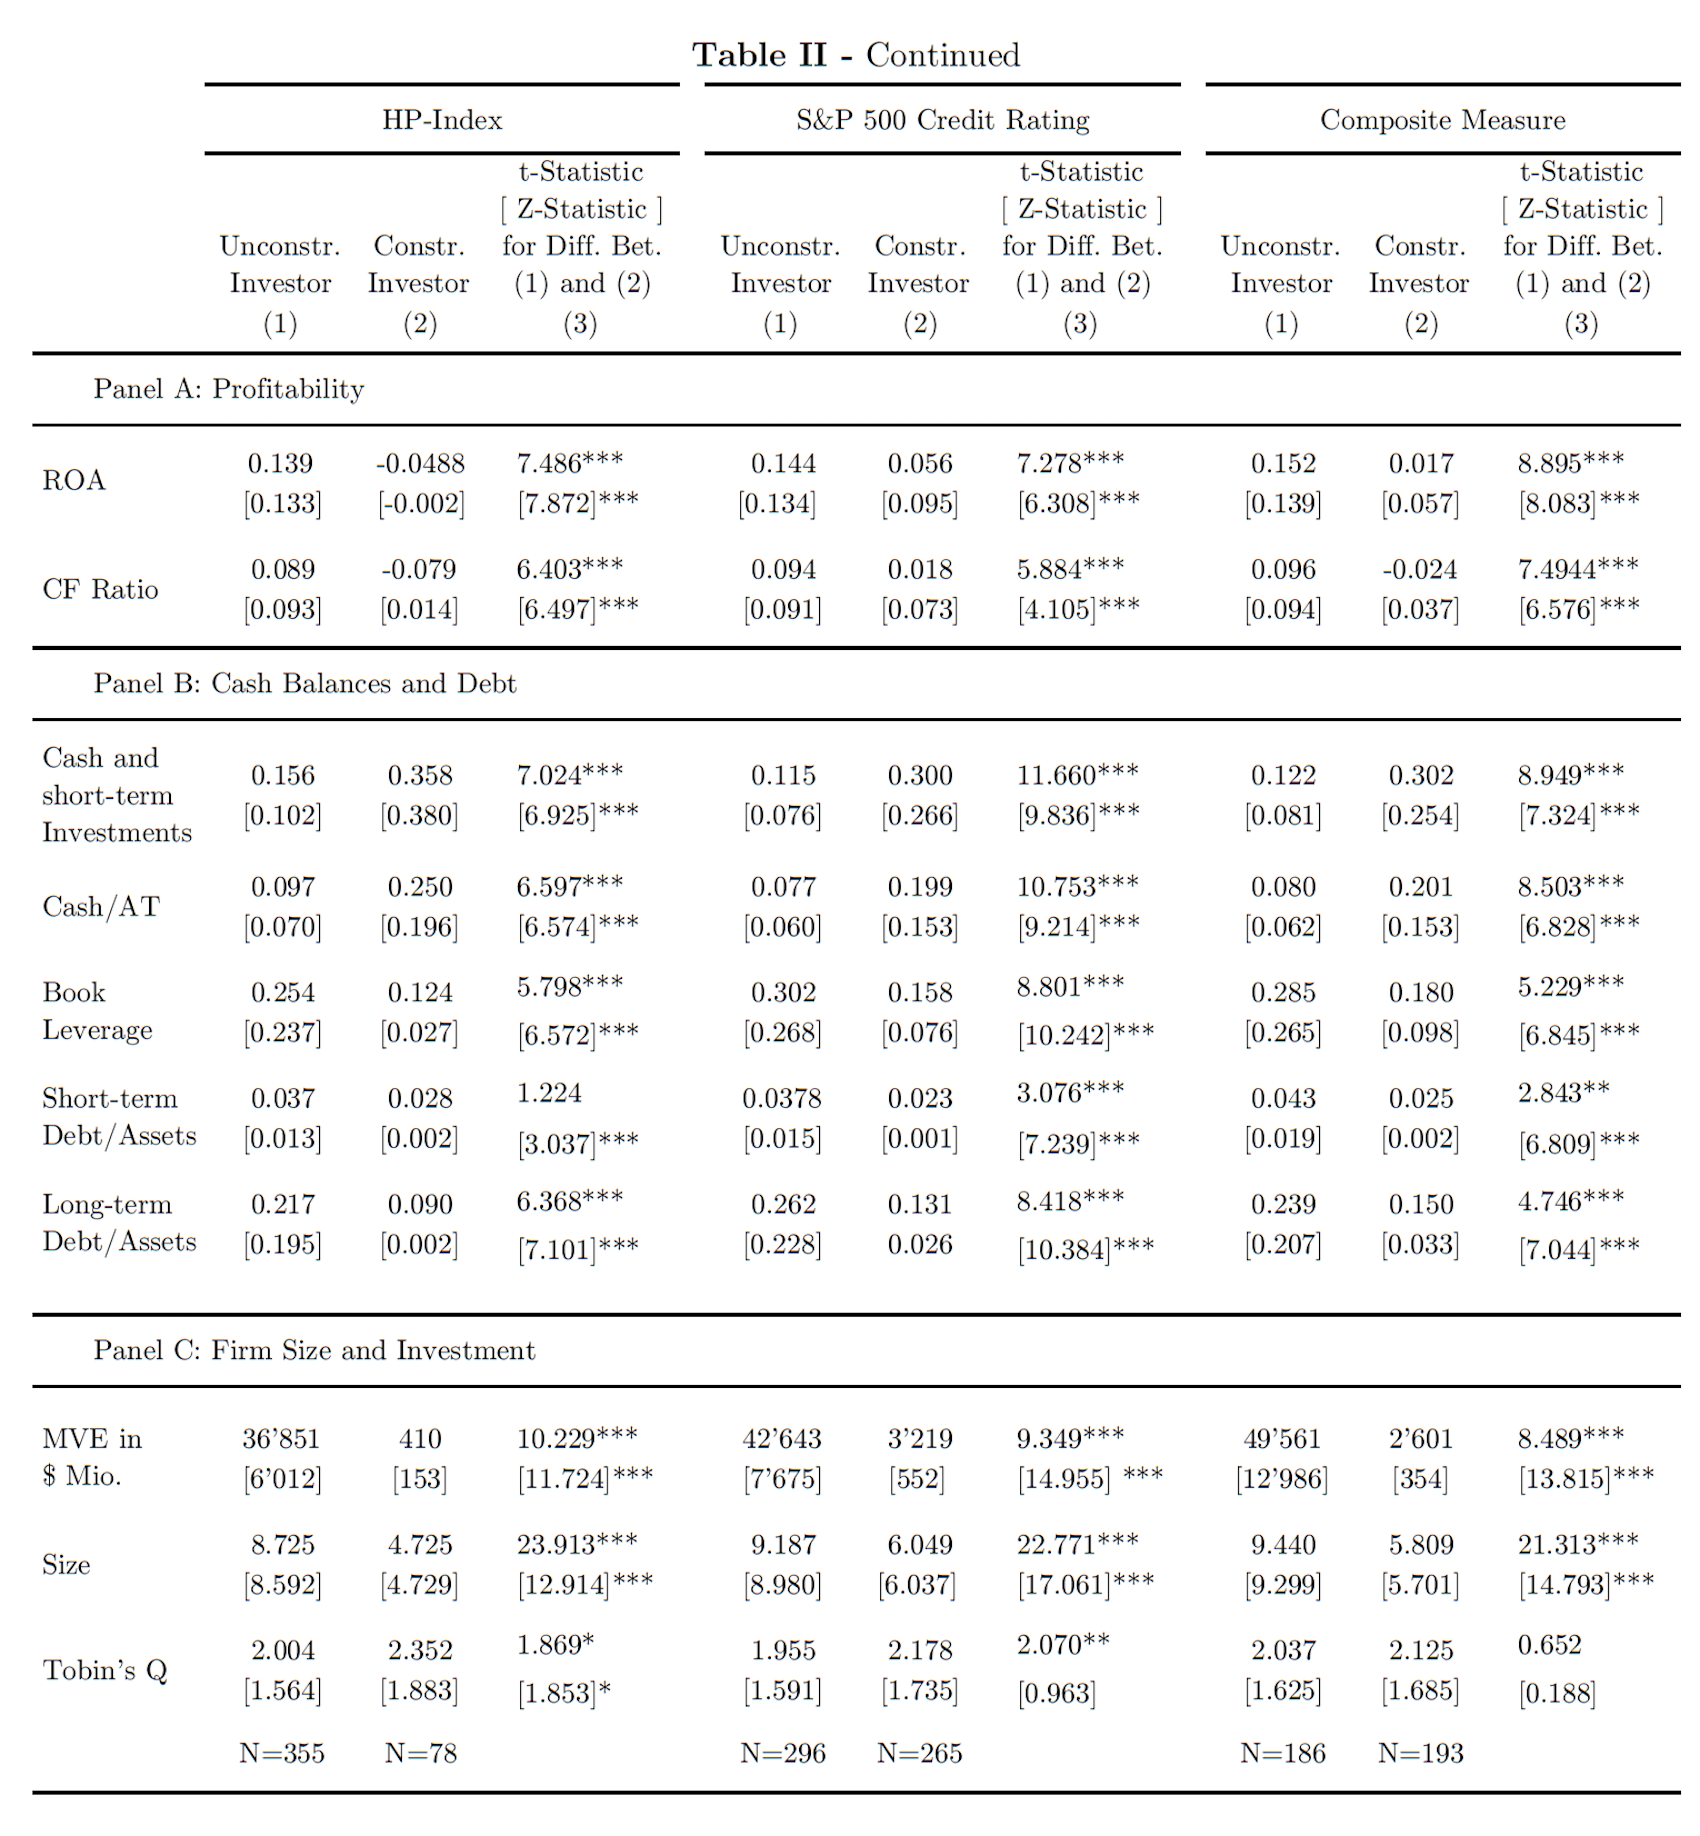 Table II - Continued
HP-Index S&P 500 Credit Rating Composite Measure
t-Statistic t-Statistic t-Statistic
[ Z-Statistic ] [ Z-Statistic ] [ Z-Statistic ]
Unconstr. Constr. for Diff. Bet. Unconstr. Constr. for Diff. Bet. Unconstr. Constr. for Diff. Bet.
Investor Investor (1) and (2) Investor Investor (1) and (2) Investor Investor (1) and (2)
(1) (2) (3) (1) (2) (3) (1) (2) (3)
Panel A: Profitability
ROA
0.139 -0.0488 7.486*** 0.144 0.056 7.278*** 0.152 0.017 8.895***
[0.133] [-0.002] [7.872]*** [0.134] [0.095] [6.308]*** [0.139] [0.057] [8.083]***
CF Ratio
0.089 -0.079 6.403*** 0.094 0.018 5.884*** 0.096 -0.024 7.4944***
[0.093] [0.014] [6.497]*** [0.091] [0.073] [4.105]*** [0.094] [0.037] [6.576]***
Panel B: Cash Balances and Debt
Cash and
short-term
Investments
0.156 0.358 7.024*** 0.115 0.300 11.660*** 0.122 0.302 8.949***
[0.102] [0.380] [6.925]*** [0.076] [0.266] [9.836]*** [0.081] [0.254] [7.324]***
Cash/AT
0.097 0.250 6.597*** 0.077 0.199 10.753*** 0.080 0.201 8.503***
[0.070] [0.196] [6.574]*** [0.060] [0.153] [9.214]*** [0.062] [0.153] [6.828]***
Book 0.254 0.124 5.798*** 0.302 0.158 8.801*** 0.285 0.180 5.229***
Leverage [0.237] [0.027] [6.572]*** [0.268] [0.076] [10.242]*** [0.265] [0.098] [6.845]***
Short-term 0.037 0.028 1.224 0.0378 0.023 3.076*** 0.043 0.025 2.843**
Debt/Assets [0.013] [0.002] [3.037]*** [0.015] [0.001] [7.239]*** [0.019] [0.002] [6.809]***
Long-term 0.217 0.090 6.368*** 0.262 0.131 8.418*** 0.239 0.150 4.746***
Debt/Assets [0.195] [0.002] [7.101]*** [0.228] 0.026 [10.384]*** [0.207] [0.033] [7.044]***
Panel C: Firm Size and Investment
MVE in 36'851 410 10.229*** 42'643 3'219 9.349*** 49'561 2'601 8.489***
$ Mio. [6'012] [153] [11.724]*** [7'675] [552] [14.955] *** [12'986] [354] [13.815]***
Size
8.725 4.725 23.913*** 9.187 6.049 22.771*** 9.440 5.809 21.313***
[8.592] [4.729] [12.914]*** [8.980] [6.037] [17.061]*** [9.299] [5.701] [14.793]***
Tobin's Q
2.004 2.352 1.869* 1.955 2.178 2.070** 2.037 2.125 0.652
[1.564] [1.883] [1.853]* [1.591] [1.735] [0.963] [1.625] [1.685] [0.188]
N=355 N=78 N=296 N=265 N=186 N=193